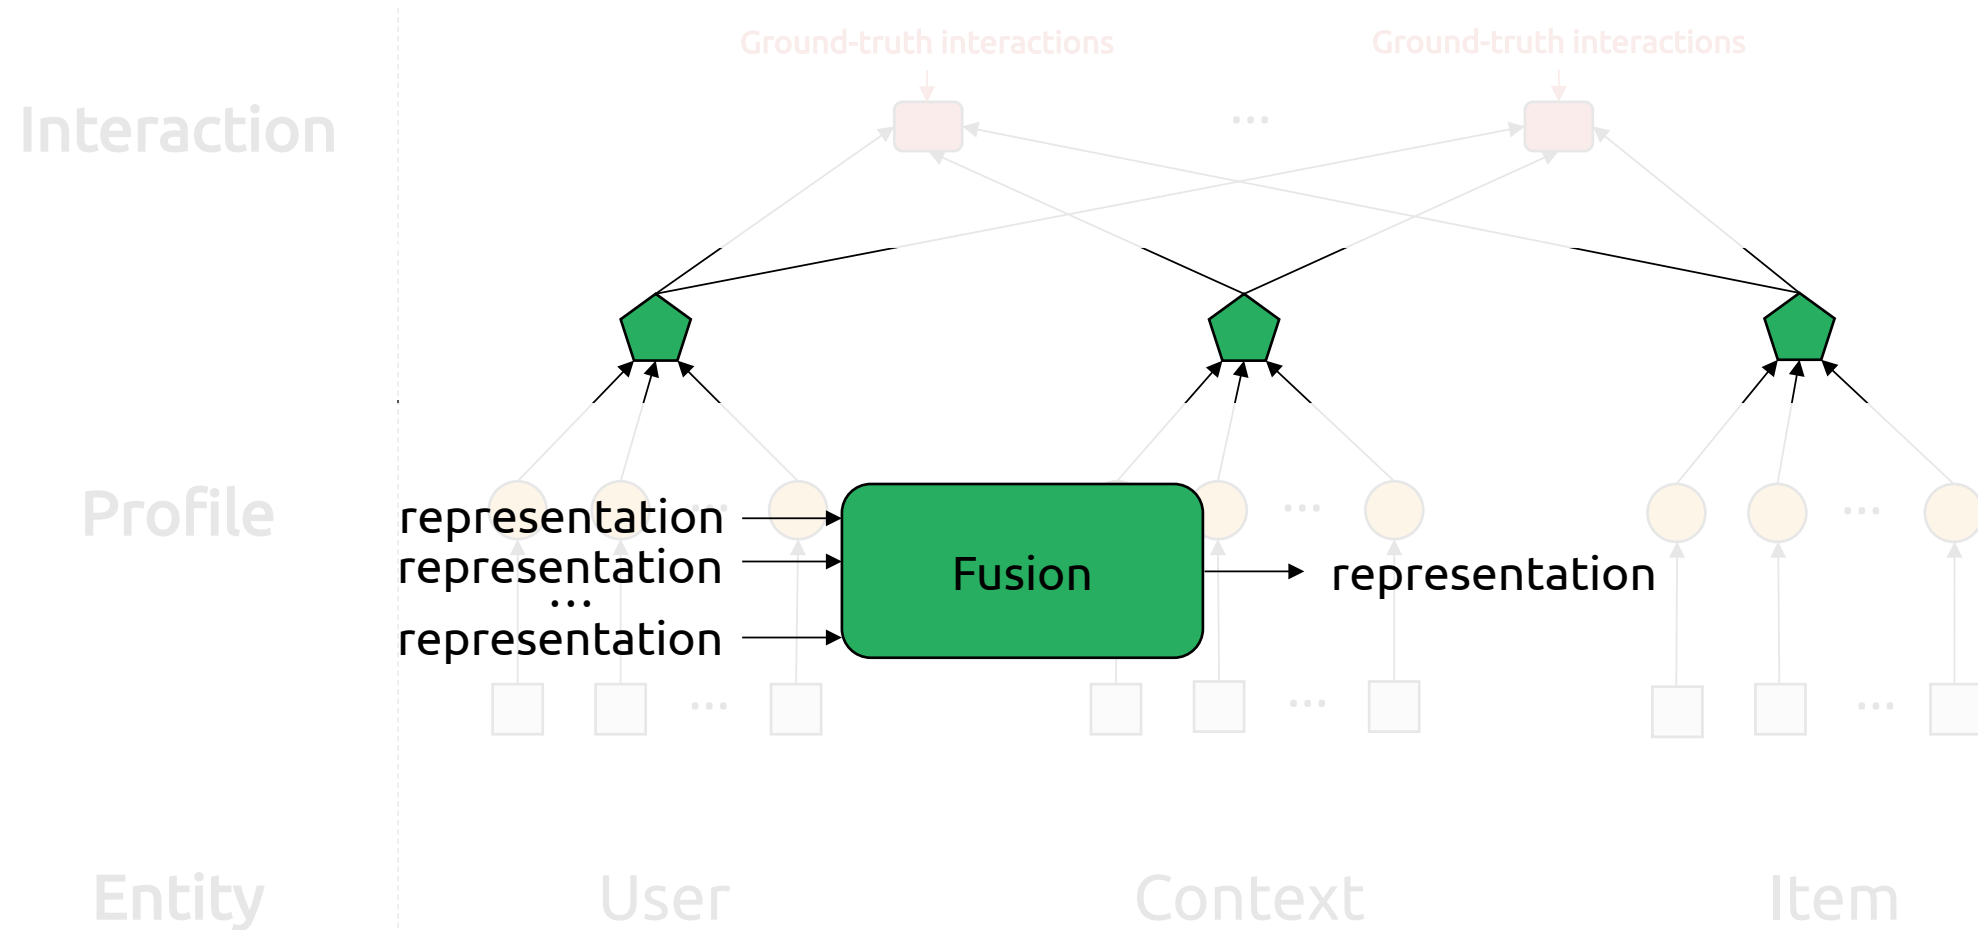 Ground-truth interactions
Ground-truth interactions
Interaction
...
Profile
...
...
representation
representation
...
representation
Fusion
representation
...
...
...
...
Entity
User
Context
Item